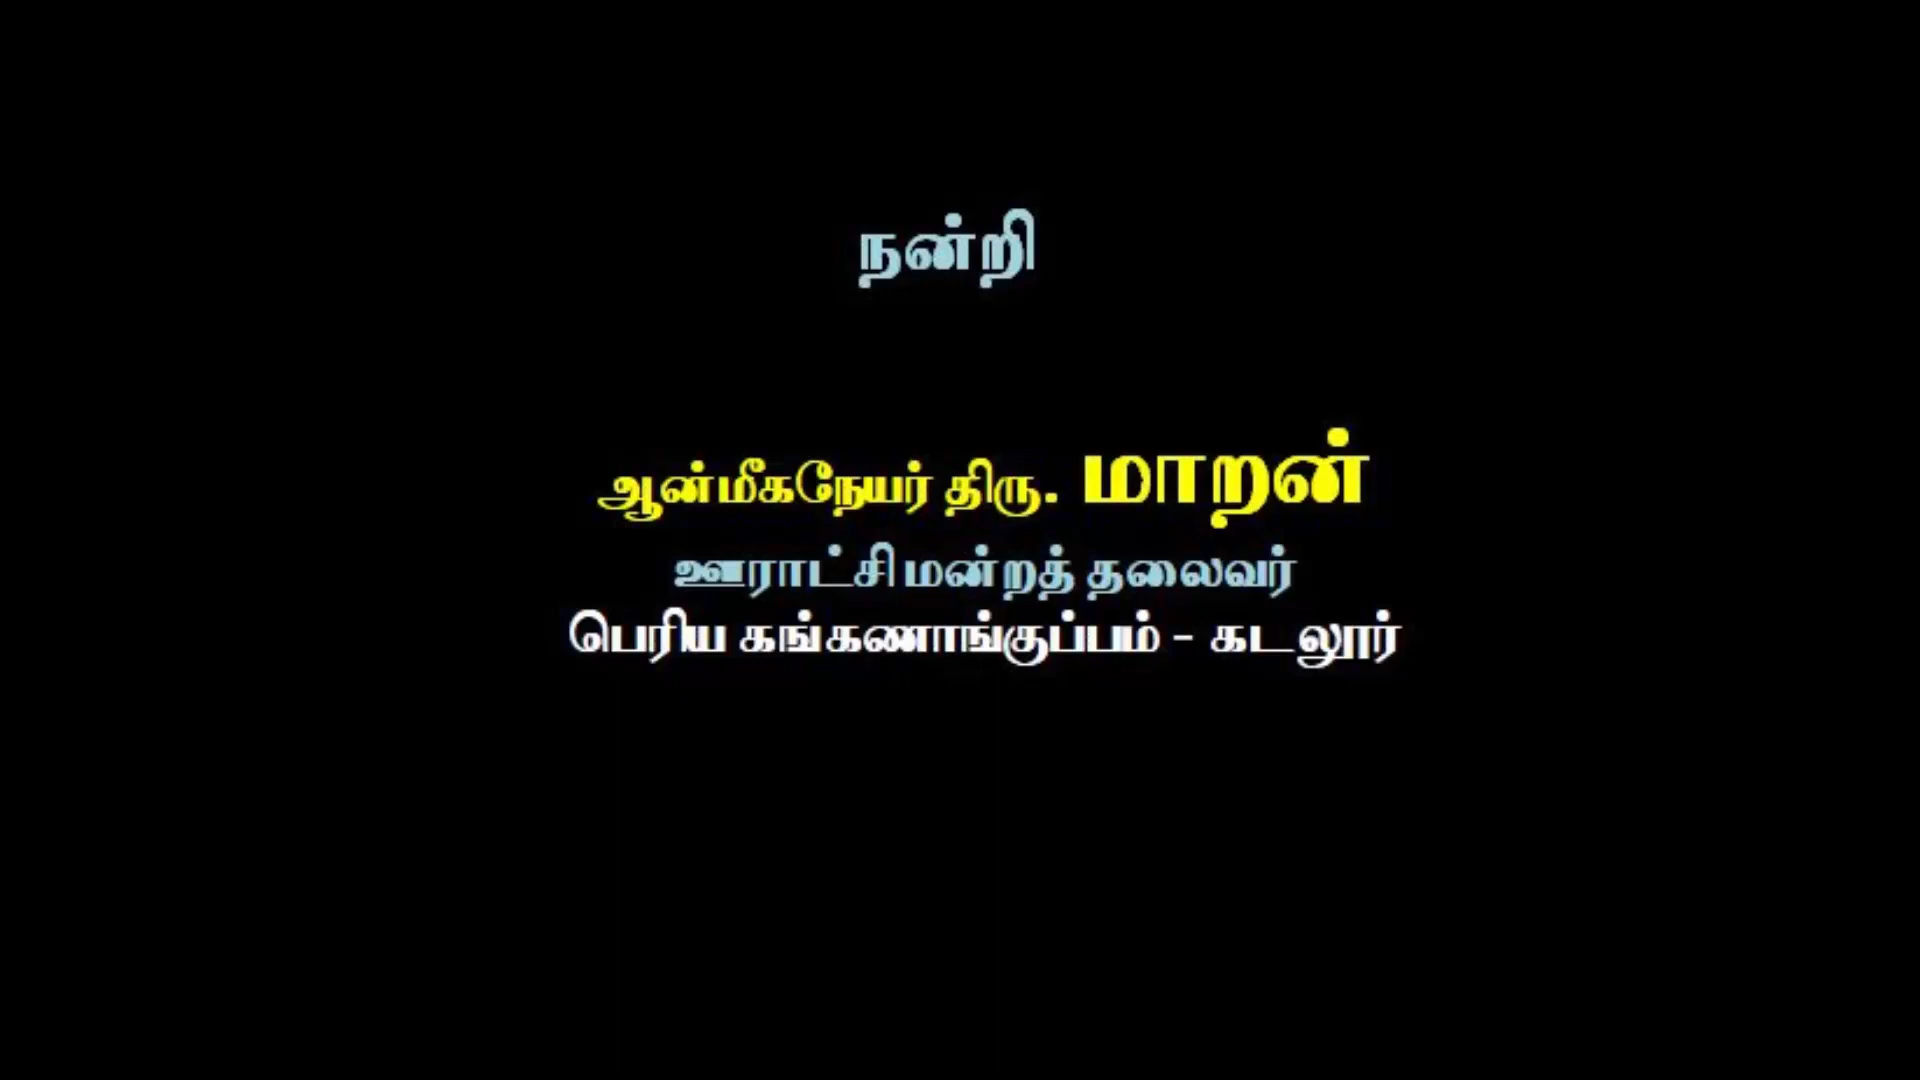 நன்றி
ஆன்மீகநேயர் திரு. மாறன்
ஊராட்சி மன்றத் தலைவர்
பெரிய கங்கணாங்குப்பம் - கடலூர்